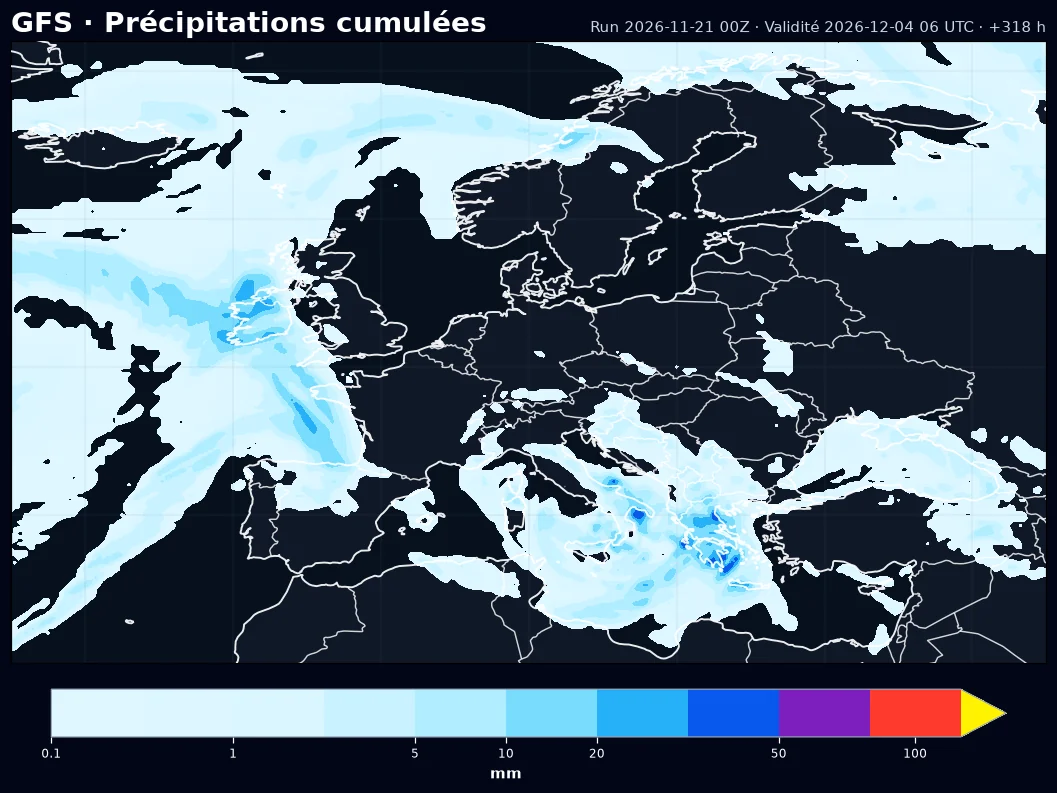 GFS · Précipitations cumulées
Run 2026-11-21 00Z · Validité 2026-12-04 06 UTC · +318 h
0.1 1 5 10 20 50 100
mm